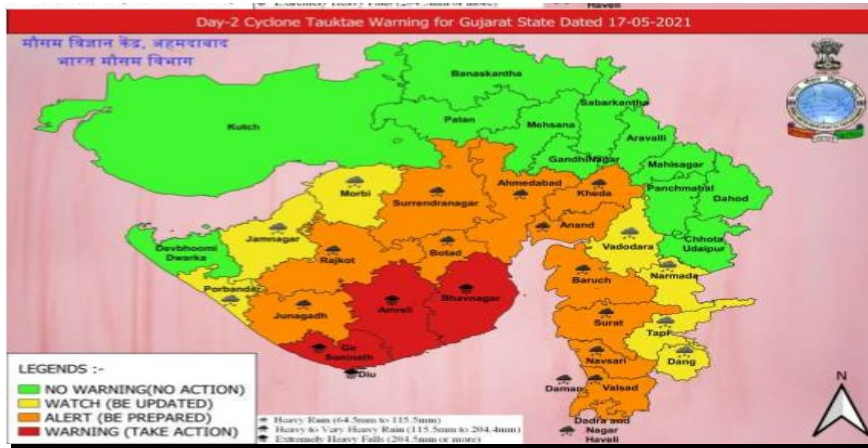 Day-2 Cyclone Tauktae Warning for Gujarat State Dated 17-05-2021
मौसम विज्ञान केंद्र, अहमदाबाद
भारत मौसम विभाग
Banaskantha
Kutch
Patan
Mehsana
Sabarkantha
Aravalli
GandhiNagar
Mahisagar
Morbi
Surrendranagar
Ahmedabad
Kheda
Panchmahal
Dahod
Jamnagar
Anand
Vadodara
Chhota
Udaipur
Devbhoomi
Dwarka
Rajkot
Botad
Narmada
Porbandar
Baruch
Junagadh
Amreli
Bhavnagar
Surat
Tapi
Gir
Somnath
Navsari
Dang
Diu
Daman
Valsad
Dadra and
Nagar
Haveli
LEGENDS :-
NO WARNING(NO ACTION)
WATCH (BE UPDATED)
ALERT (BE PREPARED)
WARNING (TAKE ACTION)
Heavy Rain (64.5mm to 115.5mm)
Heavy to Very Heavy Rain (115.5mm to 204.4mm)
Extremely Heavy Falls (204.5mm or more)
N